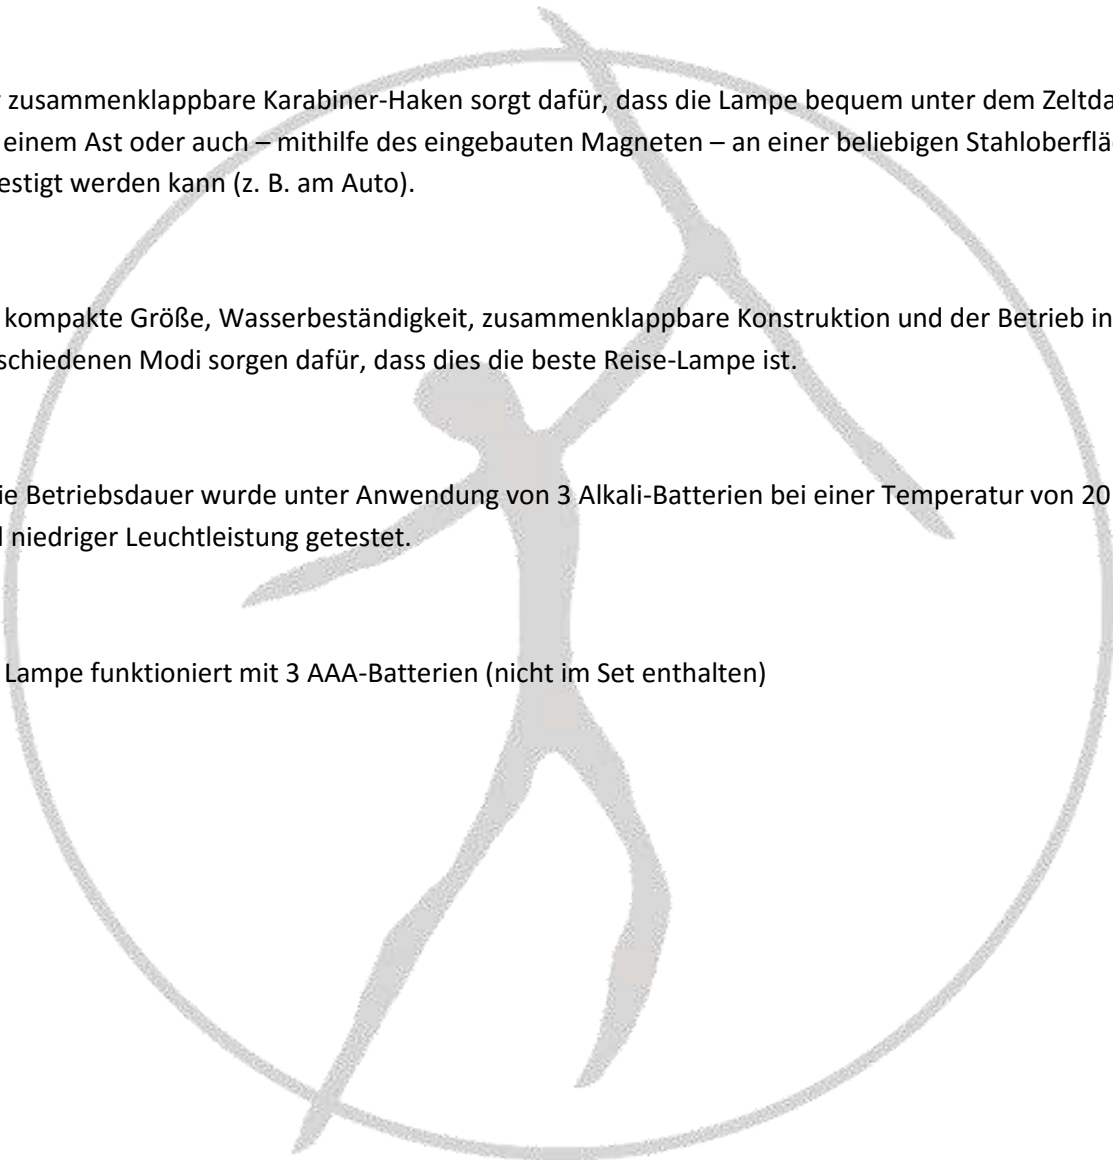 zusammenklappbare Karabiner-Haken sorgt dafür, dass die Lampe bequem unter dem Zeltda
einem Ast oder auch – mithilfe des eingebauten Magneten – an einer beliebigen Stahloberflä
estigt werden kann (z. B. am Auto).
kompakte Größe, Wasserbeständigkeit, zusammenklappbare Konstruktion und der Betrieb in
schiedenen Modi sorgen dafür, dass dies die beste Reise-Lampe ist.
ie Betriebsdauer wurde unter Anwendung von 3 Alkali-Batterien bei einer Temperatur von 20
niedriger Leuchtleistung getestet.
Lampe funktioniert mit 3 AAA-Batterien (nicht im Set enthalten)